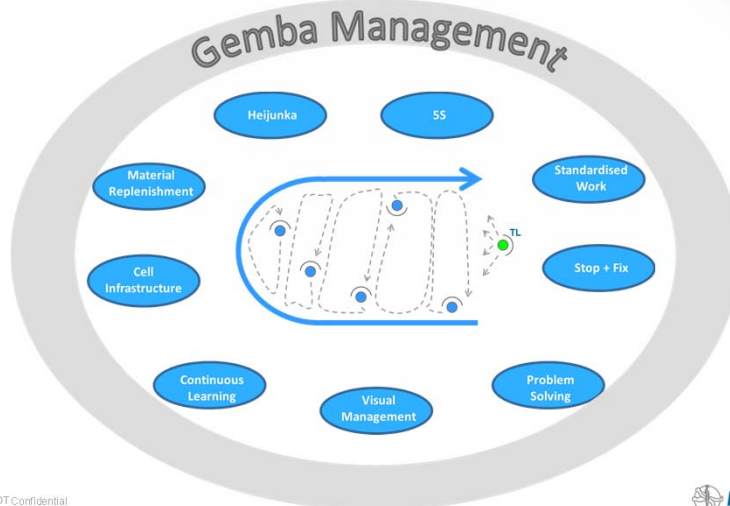 Gemba Management
Heijunka
5S
Material
Replenishment
Standardised
Work
TL
Cell
Infrastructure
Stop + Fix
Continuous
Learning
Visual
Management
Problem
Solving
Confidential